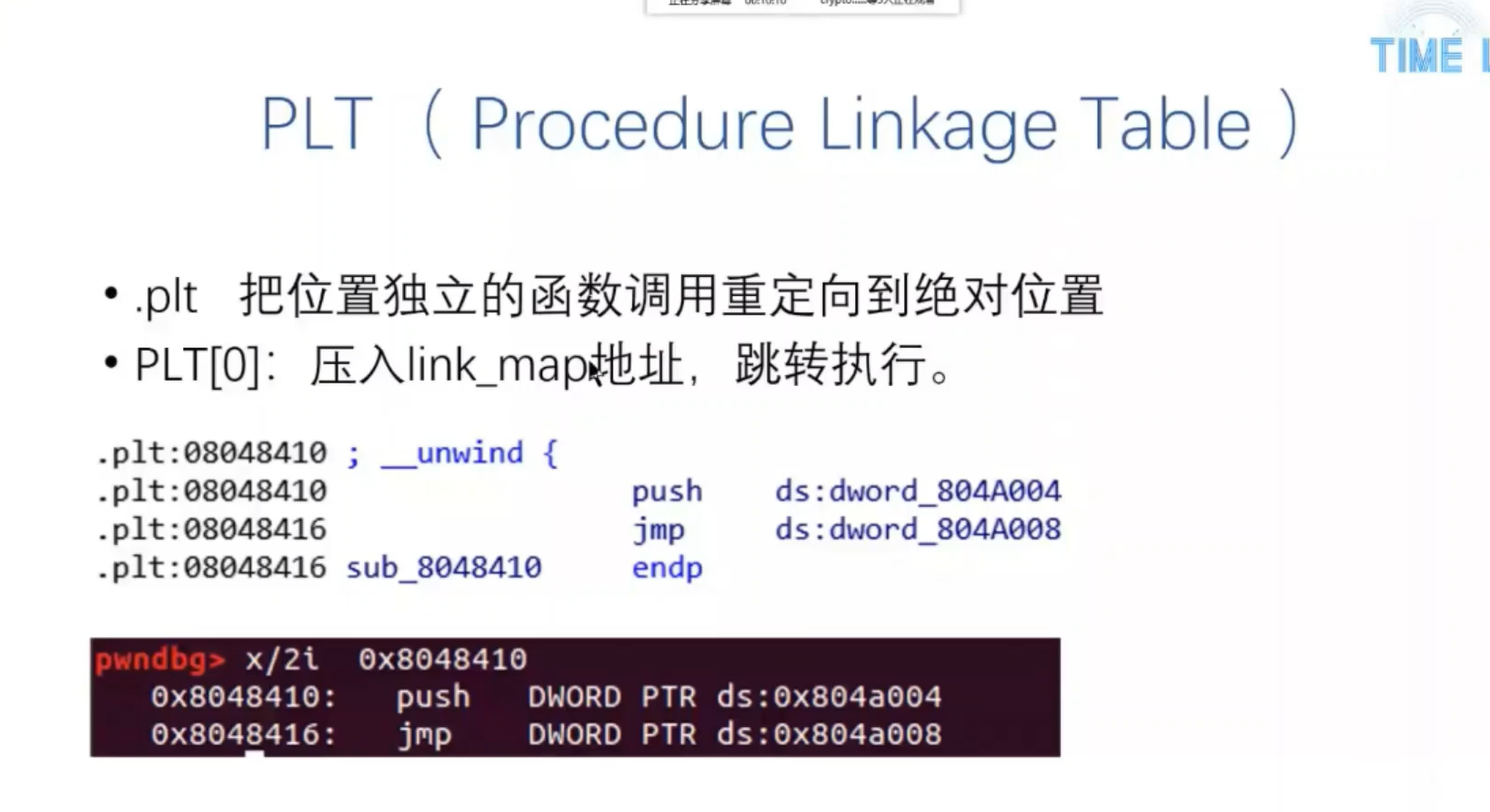 TIME L
PLT （ Procedure Linkage Table ）
• .plt 把位置独立的函数调用重定向到绝对位置
• PLT[0]： 压入link_map地址， 跳转执行。
.plt:08048410 ; __unwind {
.plt:08048410 push ds:dword_804A004
.plt:08048416 jmp ds:dword_804A008
.plt:08048416 sub_8048410 endp
pwndbg> x/2i 0x8048410
0x8048410: push DWORD PTR ds:0x804a004
0x8048416: jmp DWORD PTR ds:0x804a008